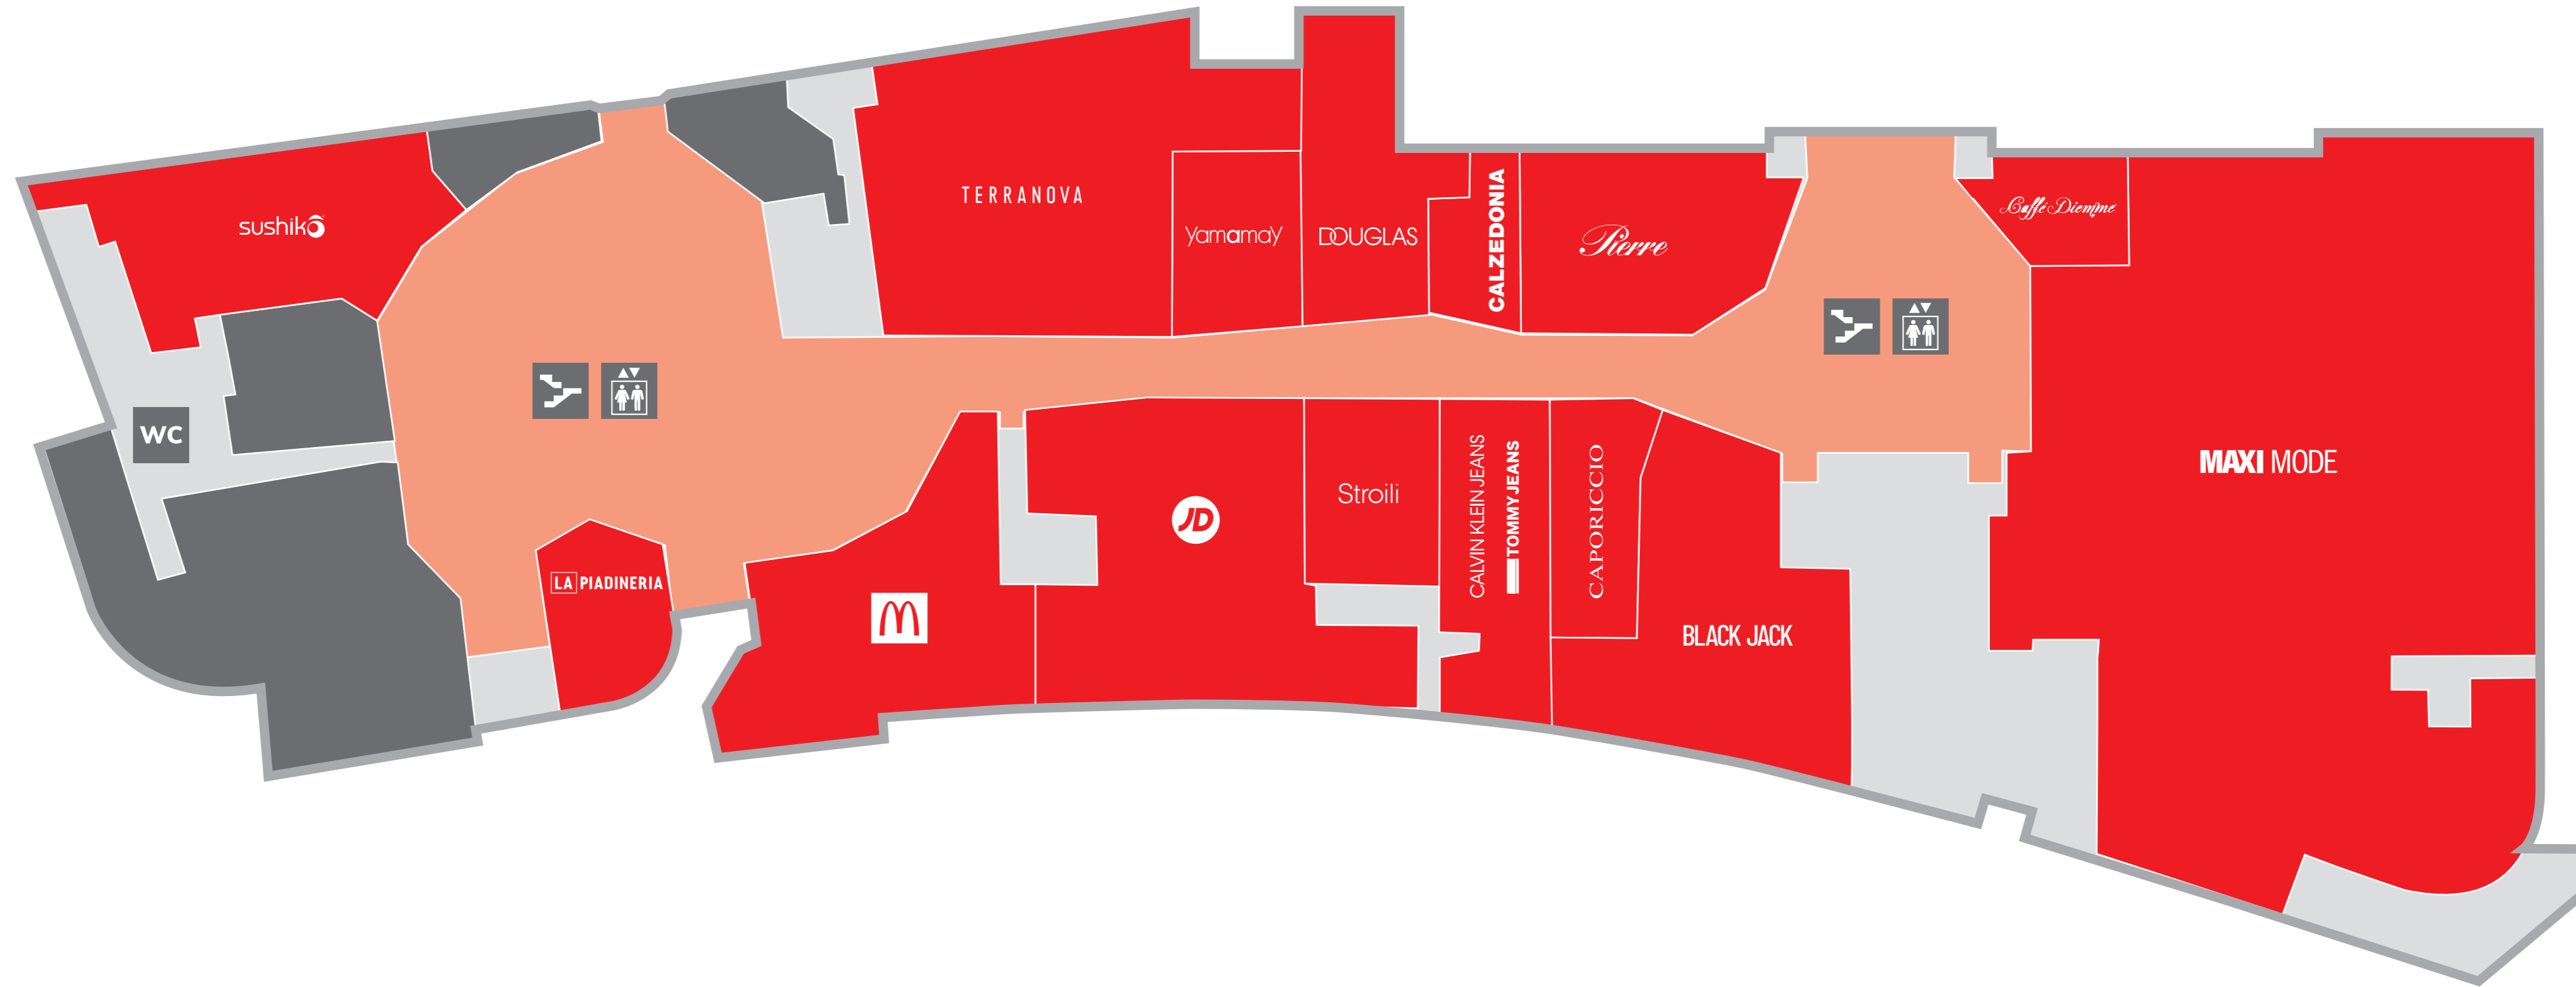 sushikō
WC
LA PIADINERIA
TERRANOVA
yamamay
DOUGLAS
CALZEDONIA
Pierre
Caffè Diemme
JD
Stroili
CALVIN KLEIN JEANS
TOMMY JEANS
CAPORICCIO
BLACK JACK
MAXI MODE
M